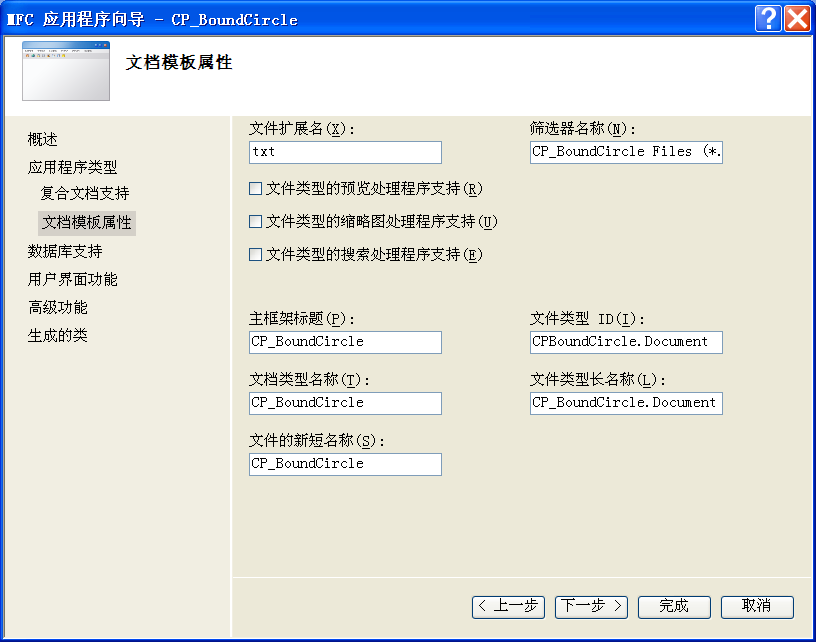 MFC 应用程序向导 - CP_BoundCircle
文档模板属性
概述
应用程序类型
复合文档支持
文档模板属性
数据库支持
用户界面功能
高级功能
生成的类
文件扩展名(X):
txt
筛选器名称(N):
CP_BoundCircle Files (*.
文件类型的预览处理程序支持(R)
文件类型的缩略图处理程序支持(U)
文件类型的搜索处理程序支持(E)
主框架标题(P):
CP_BoundCircle
文件类型 ID(I):
CPBoundCircle.Document
文档类型名称(T):
CP_BoundCircle
文件类型长名称(L):
CP_BoundCircle.Document
文件的新短名称(S):
CP_BoundCircle
< 上一步
下一步 >
完成
取消